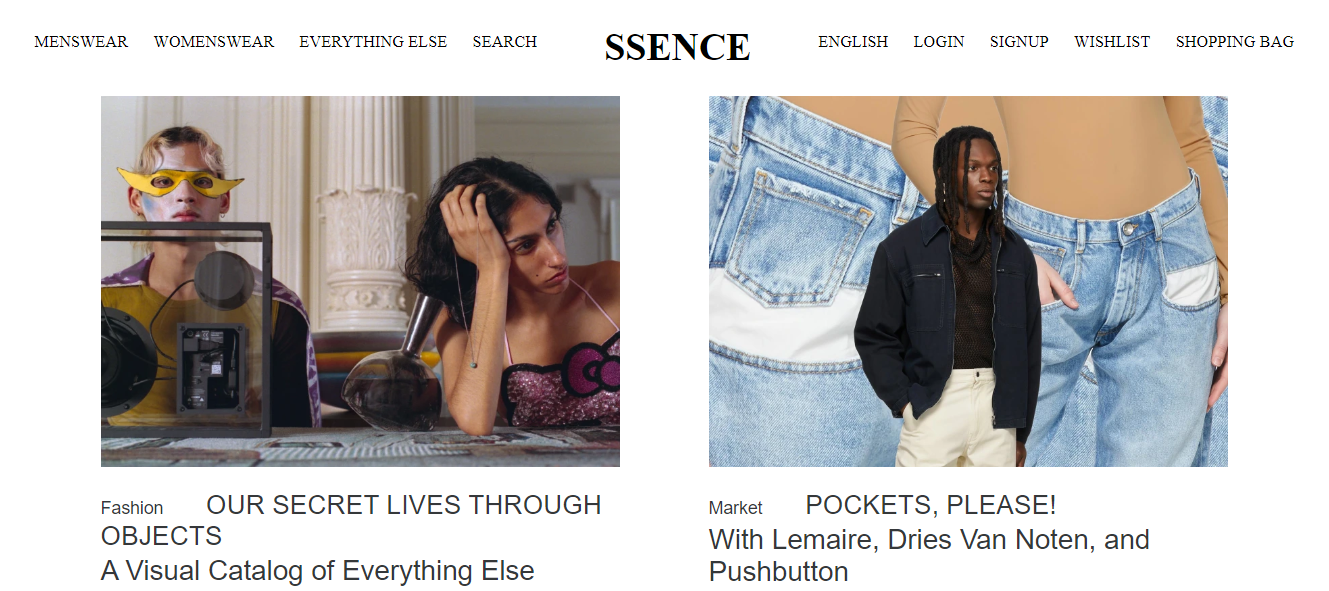 MENSWEAR WOMENSWEAR EVERYTHING ELSE SEARCH SSENCE ENGLISH LOGIN SIGNUP WISHLIST SHOPPING BAG
Fashion OUR SECRET LIVES THROUGH
OBJECTS
A Visual Catalog of Everything Else
Market POCKETS, PLEASE!
With Lemaire, Dries Van Noten, and
Pushbutton